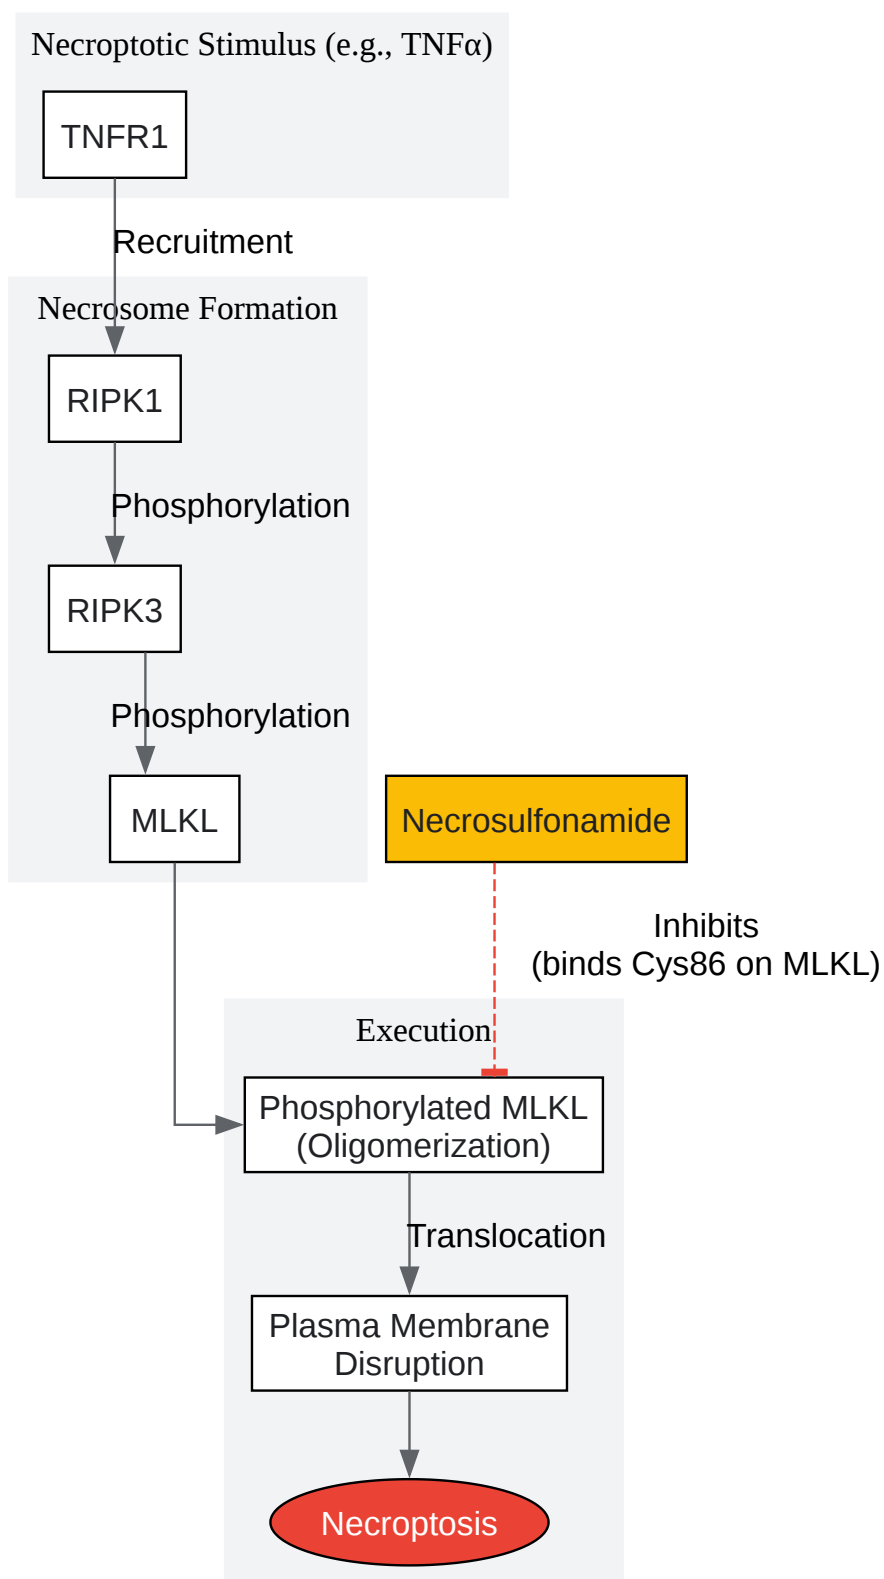 Necroptotic Stimulus (e.g., TNFα)
TNFR1
Recruitment
Necrosome Formation
RIPK1
Phosphorylation
RIPK3
Phosphorylation
MLKL
Necrosulfonamide
Inhibits
(binds Cys86 on MLKL)
Execution
Phosphorylated MLKL
(Oligomerization)
Translocation
Plasma Membrane
Disruption
Necroptosis